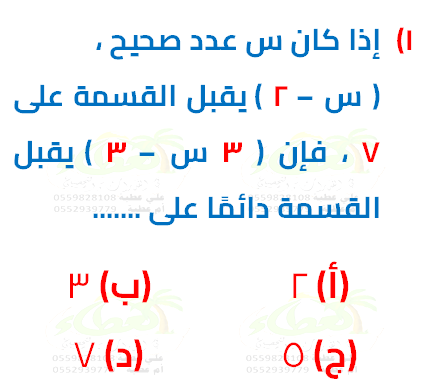 ١) إذا كان س عدد صحيح ،
( س – ٢ ) يقبل القسمة على
٧ ، فإن ( ٣ س – ٣ ) يقبل
القسمة دائمًا على .......
(أ) ٢ (ب) ٣
(ج) ٥ (د) ٧